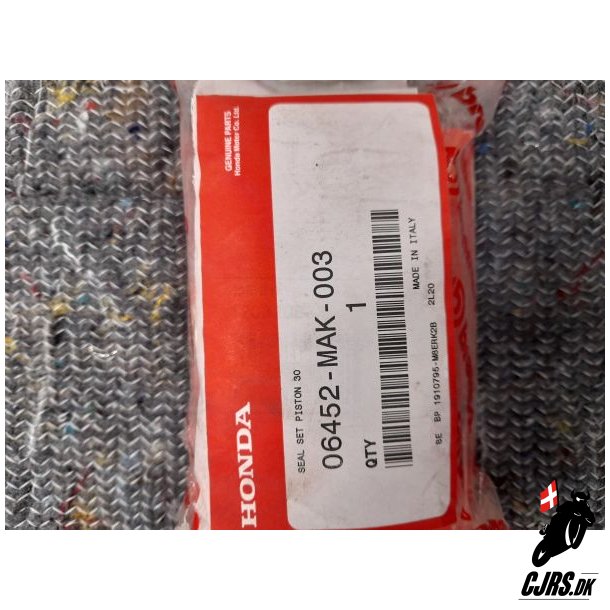 GENUINE PARTS
Honda Motor Co. Ltd.
HONDA
SEAL SET PISTON 30
06452-MAK-003
QTY 1
MADE IN ITALY
BE BP 1910795-M8ERK2B 2L20
CJRS.DK